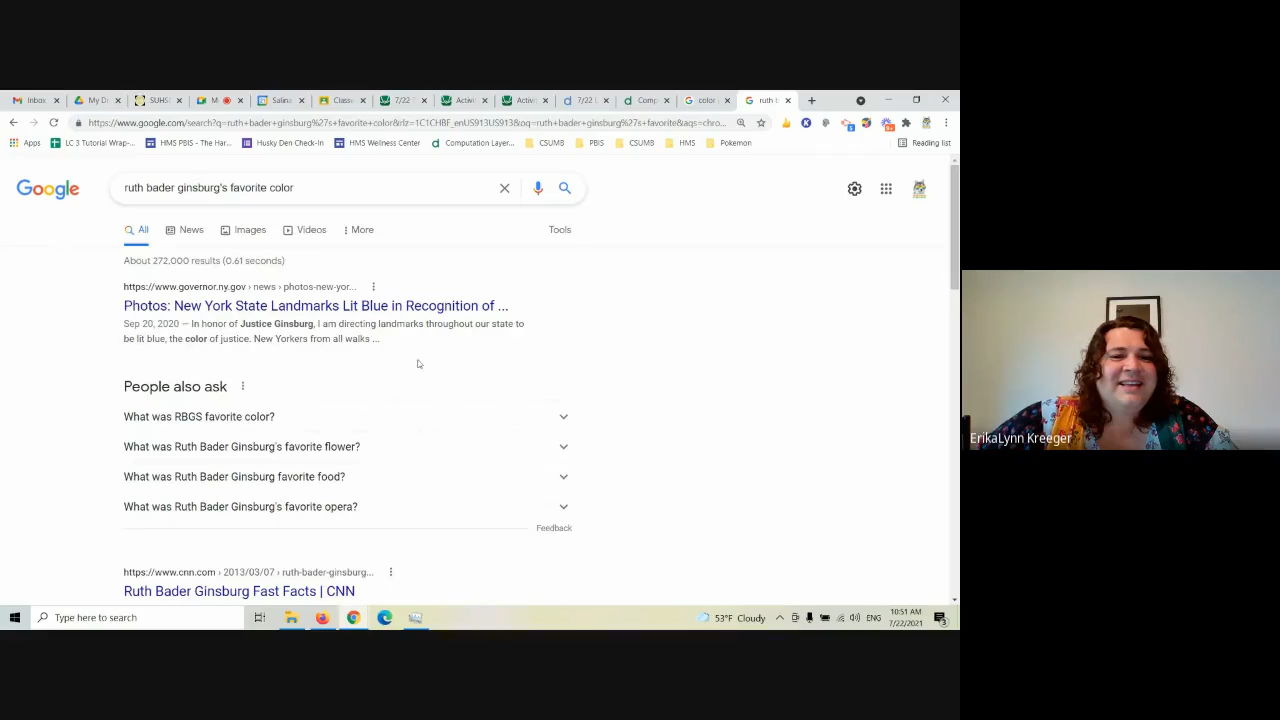 Inbox
My Dr
SUHS
M
Salina
Classe
7/22 T
Activi
Activi
7/22 L
Comp
color
ruth b
https://www.google.com/search?q=ruth+bader+ginsburg%27s+favorite+color&rlz=1C1CHBF_enUS913US913&oq=ruth+bader+ginsburg%27s+favorite&aqs=chro...
Apps
LC 3 Tutorial Wrap-...
HMS PBIS - The Har...
Husky Den Check-In
HMS Wellness Center
Computation Layer...
CSUMB
PBIS
CSUMB
HMS
Pokemon
Reading list
Google
ruth bader ginsburg's favorite color
All
News
Images
Videos
More
Tools
About 272,000 results (0.61 seconds)
https://www.governor.ny.gov › news › photos-new-yor...
Photos: New York State Landmarks Lit Blue in Recognition of ...
Sep 20, 2020 — In honor of Justice Ginsburg, I am directing landmarks throughout our state to
be lit blue, the color of justice. New Yorkers from all walks ...
People also ask
What was RBGS favorite color?
What was Ruth Bader Ginsburg's favorite flower?
What was Ruth Bader Ginsburg favorite food?
What was Ruth Bader Ginsburg's favorite opera?
Feedback
https://www.cnn.com › 2013/03/07 › ruth-bader-ginsburg...
Ruth Bader Ginsburg Fast Facts | CNN
Type here to search
53°F Cloudy
ENG
10:51 AM
7/22/2021
3
ErikaLynn Kreeger